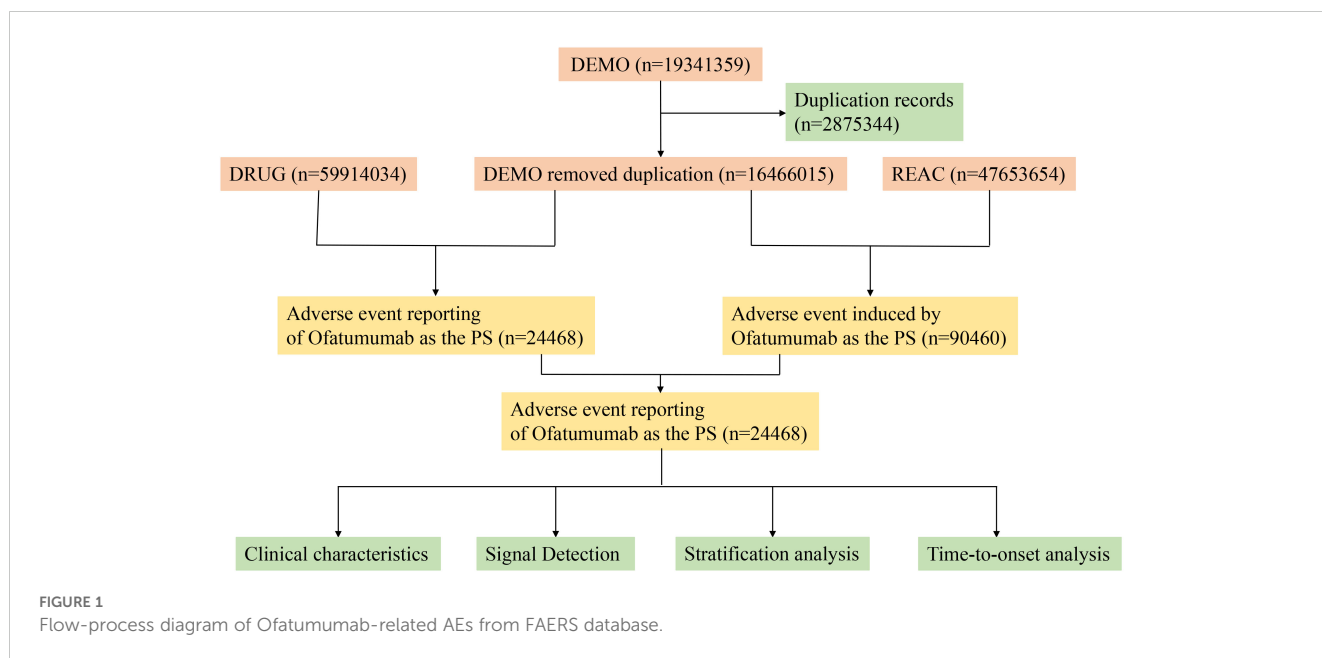 DEMO (n=19341359)
Duplication records
(n=2875344)
DRUG (n=59914034)
DEMO removed duplication (n=16466015)
REAC (n=47653654)
Adverse event reporting
of Ofatumumab as the PS (n=24468)
Adverse event induced by
Ofatumumab as the PS (n=90460)
Adverse event reporting
of Ofatumumab as the PS (n=24468)
Clinical characteristics
Signal Detection
Stratification analysis
Time-to-onset analysis
FIGURE 1
Flow-process diagram of Ofatumumab-related AEs from FAERS database.